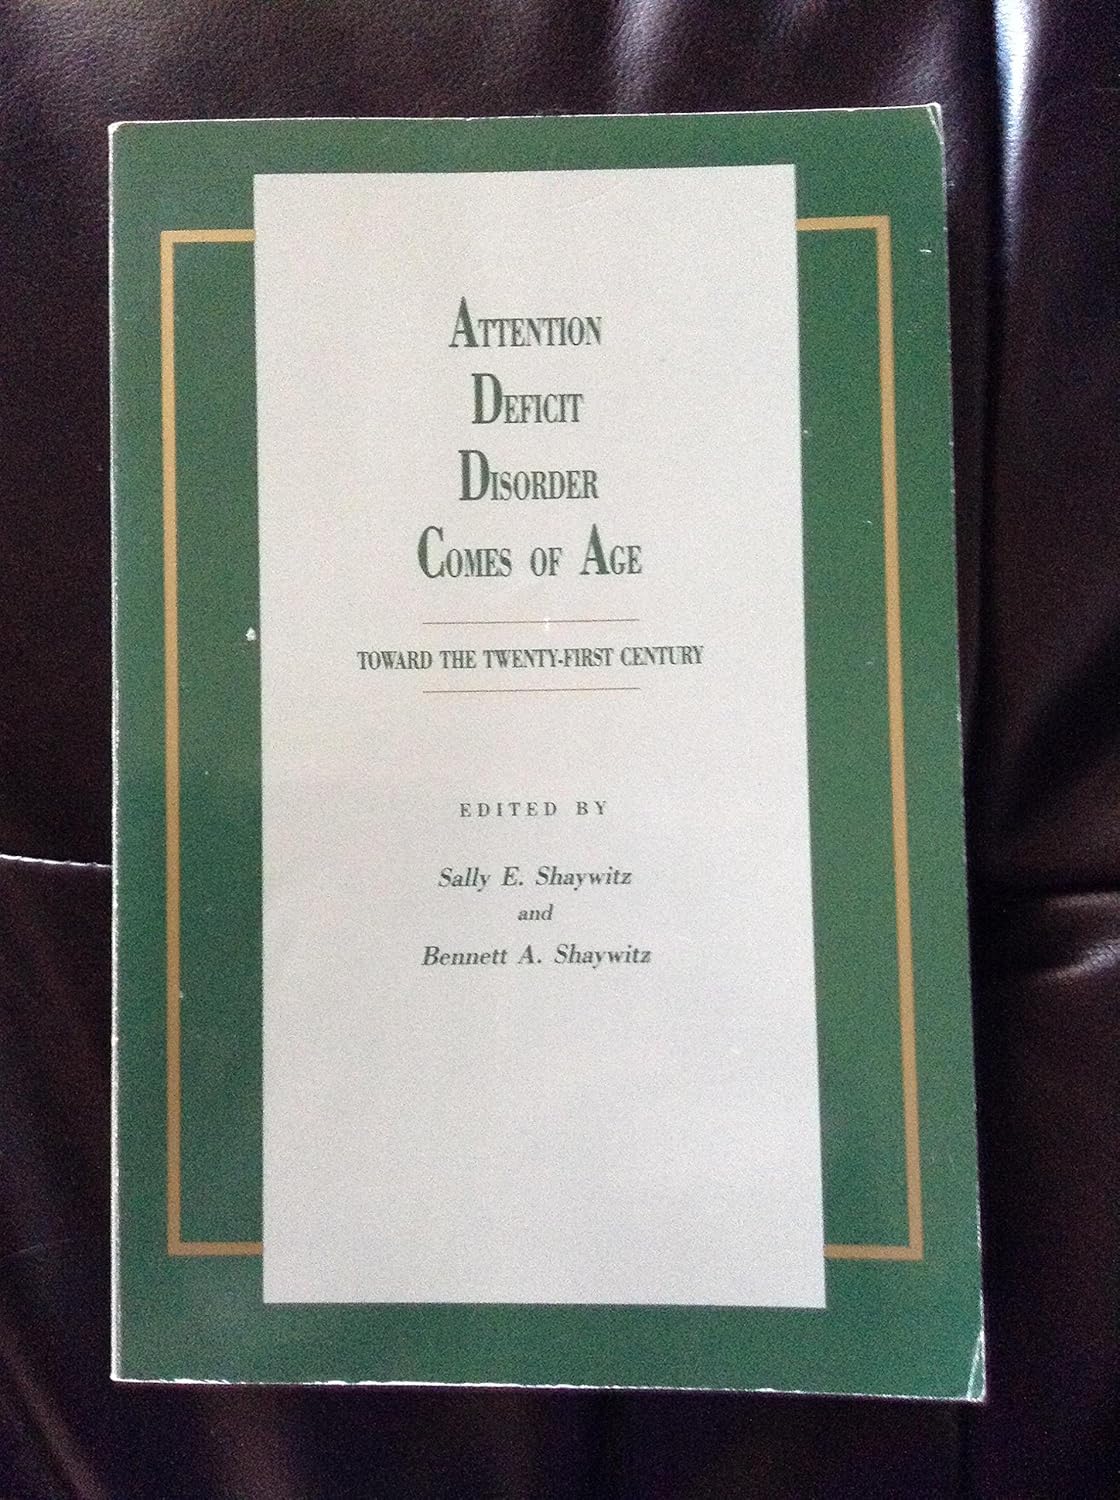 ATTENTION
DEFICIT
DISORDER
COMES OF AGE
TOWARD THE TWENTY-FIRST CENTURY
EDITED BY
Sally E. Shaywitz
and
Bennett A. Shaywitz